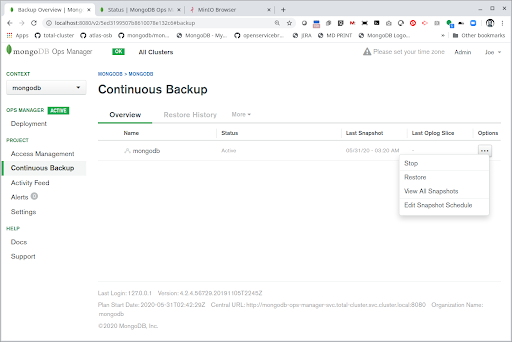 Backup Overview | Mong
Status | MongoDB Ops M
MinIO Browser
localhost:8080/v2/5ed3199507b8610078a132c6#backup
Apps
total-cluster
atlas-osb
mongodb/mon...
MongoDB - My...
openservicebr...
JIRA
MD PRINT
MongoDB Logo...
Other bookmarks
mongoDB Ops Manager
OK
All Clusters
Please set your time zone
Admin
Joe
CONTEXT
mongodb
MONGODB > MONGODB
Continuous Backup
OPS MANAGER ACTIVE
Deployment
PROJECT
Access Management
Continuous Backup
Activity Feed
Alerts 0
Settings
HELP
Docs
Support
Overview
Restore History
More
Name
Status
Last Snapshot
Last Oplog Slice
Options
mongodb
Active
05/31/20 - 03:20 AM
-
Stop
Restore
View All Snapshots
Edit Snapshot Schedule
Last Login: 127.0.0.1 Version: 4.2.4.56729.20191105T2245Z
Plan Start Date: 2020-05-31T02:42:29Z Central URL: http://mongodb-ops-manager-svc.total-cluster.svc.cluster.local:8080 Organization Name:
mongodb
©2020 MongoDB, Inc.